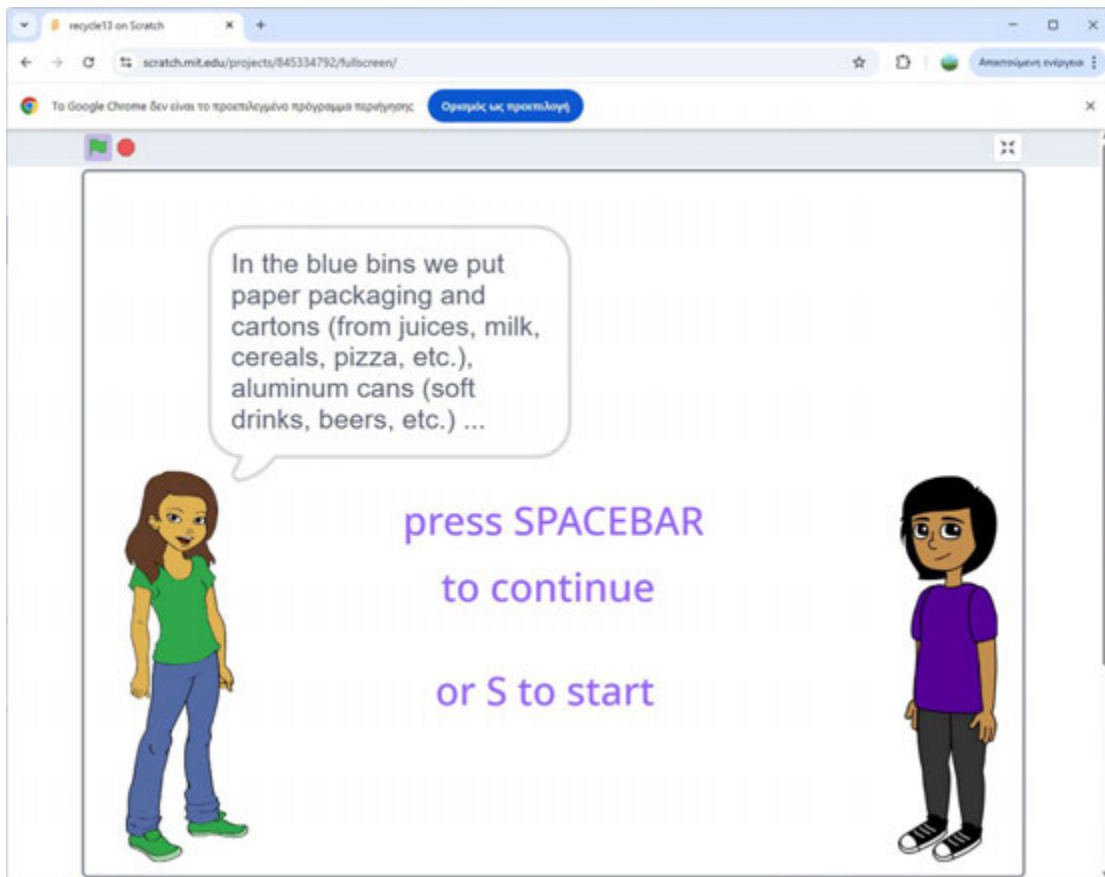 recycle13 on Scratch
scratch.mit.edu/projects/845334792/fullscreen/
Απαιτούμενη ενέργεια
Το Google Chrome δεν είναι το προεπιλεγμένο πρόγραμμα περιήγησης
Ορισμός ως προεπιλογή
In the blue bins we put
paper packaging and
cartons (from juices, milk,
cereals, pizza, etc.),
aluminum cans (soft
drinks, beers, etc.) ...
press SPACEBAR
to continue
or S to start